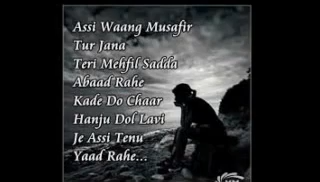 Assi Waang Musafir
Tur Jana
Teri Mehfil Sadda
Abaad Rahe
Kade Do Chaar
Hanju Dol Lavi
Je Assi Tenu
Yaad Rahe...